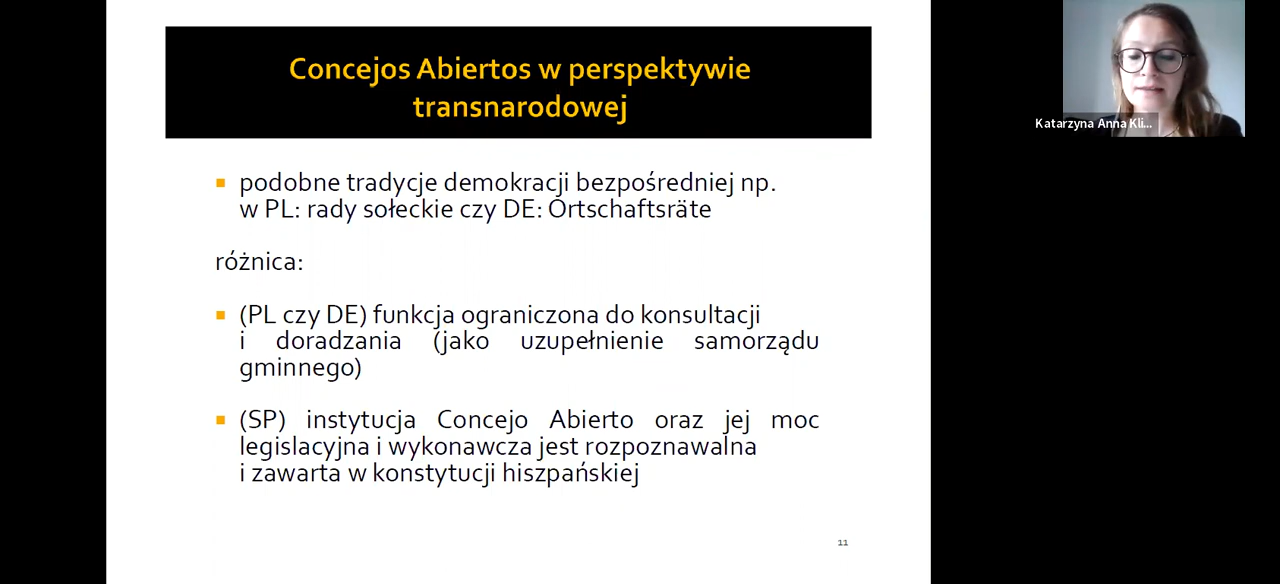 Concejos Abiertos w perspektywie
transnarodowej
Katarzyna Anna Kli...
podobne tradycje demokracji bezpośredniej np.
w PL: rady sołeckie czy DE: Ortschaftsräte
różnica:
(PL czy DE) funkcja ograniczona do konsultacji
i doradzania (jako uzupełnienie samorządu
gminnego)
(SP) instytucja Concejo Abierto oraz jej moc
legislacyjna i wykonawcza jest rozpoznawalna
i zawarta w konstytucji hiszpańskiej
11